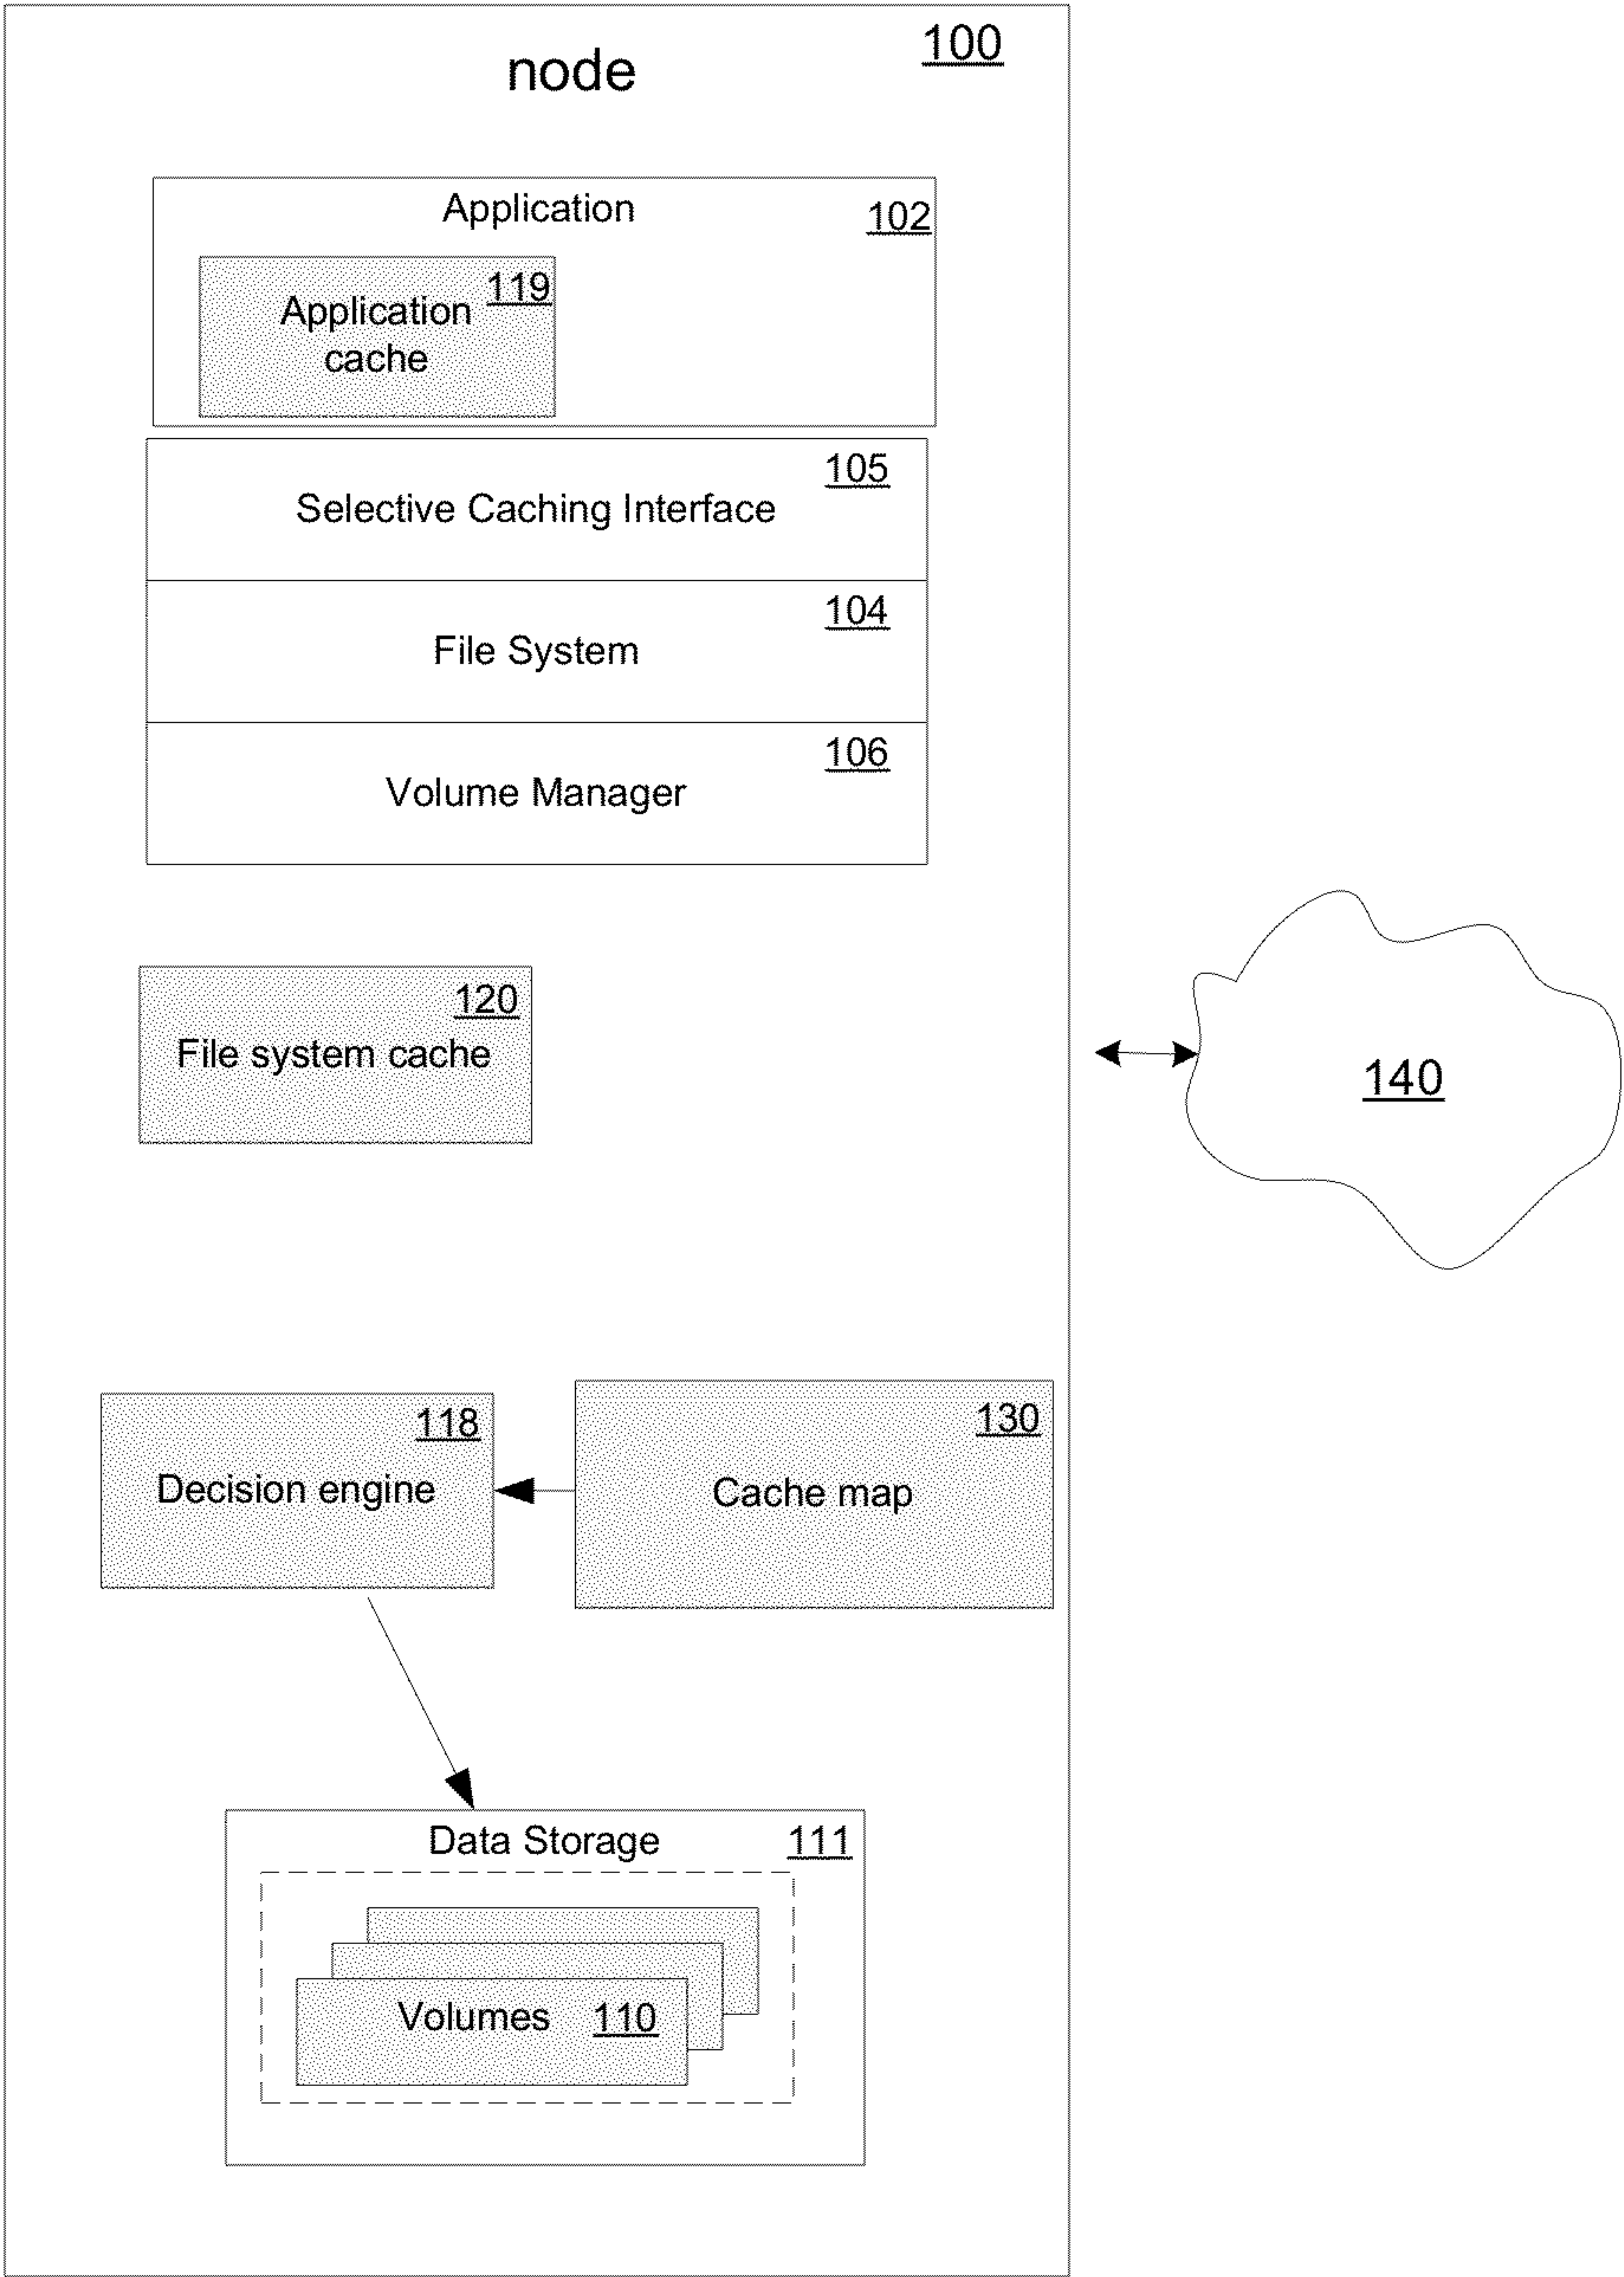 100
node
Application
102
119
Application
cache
105
Selective Caching Interface
104
File System
106
Volume Manager
120
File system cache
140
118
Decision engine
130
Cache map
Data Storage
111
Volumes 110